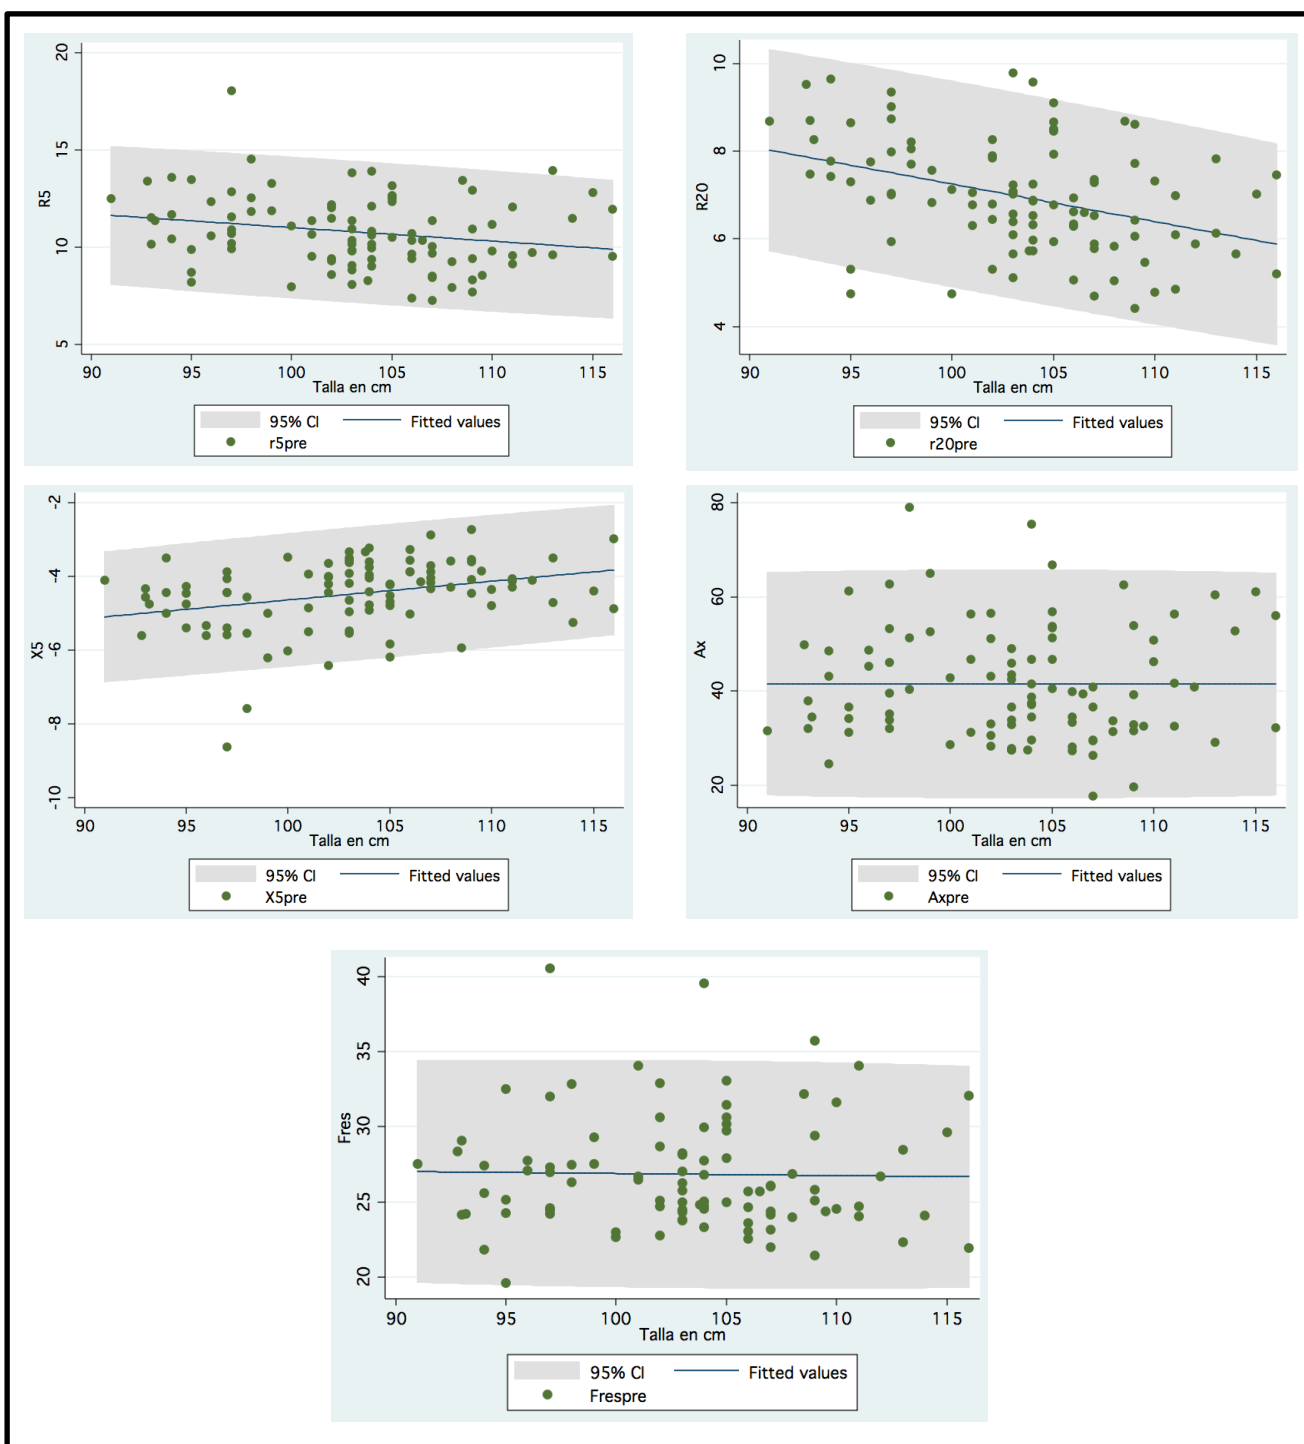 20
15
10
5
R5
90 95 100 105 110 115
Talla en cm
95% CI Fitted values
r5pre
10
8
6
4
R20
90 95 100 105 110 115
Talla en cm
95% CI Fitted values
r20pre
-2
-4
-6
-8
-10
X5
90 95 100 105 110 115
Talla en cm
95% CI Fitted values
X5pre
80
60
40
20
Ax
90 95 100 105 110 115
Talla en cm
95% CI Fitted values
Axpre
40
35
30
25
20
Fres
90 95 100 105 110 115
Talla en cm
95% CI Fitted values
Frespre